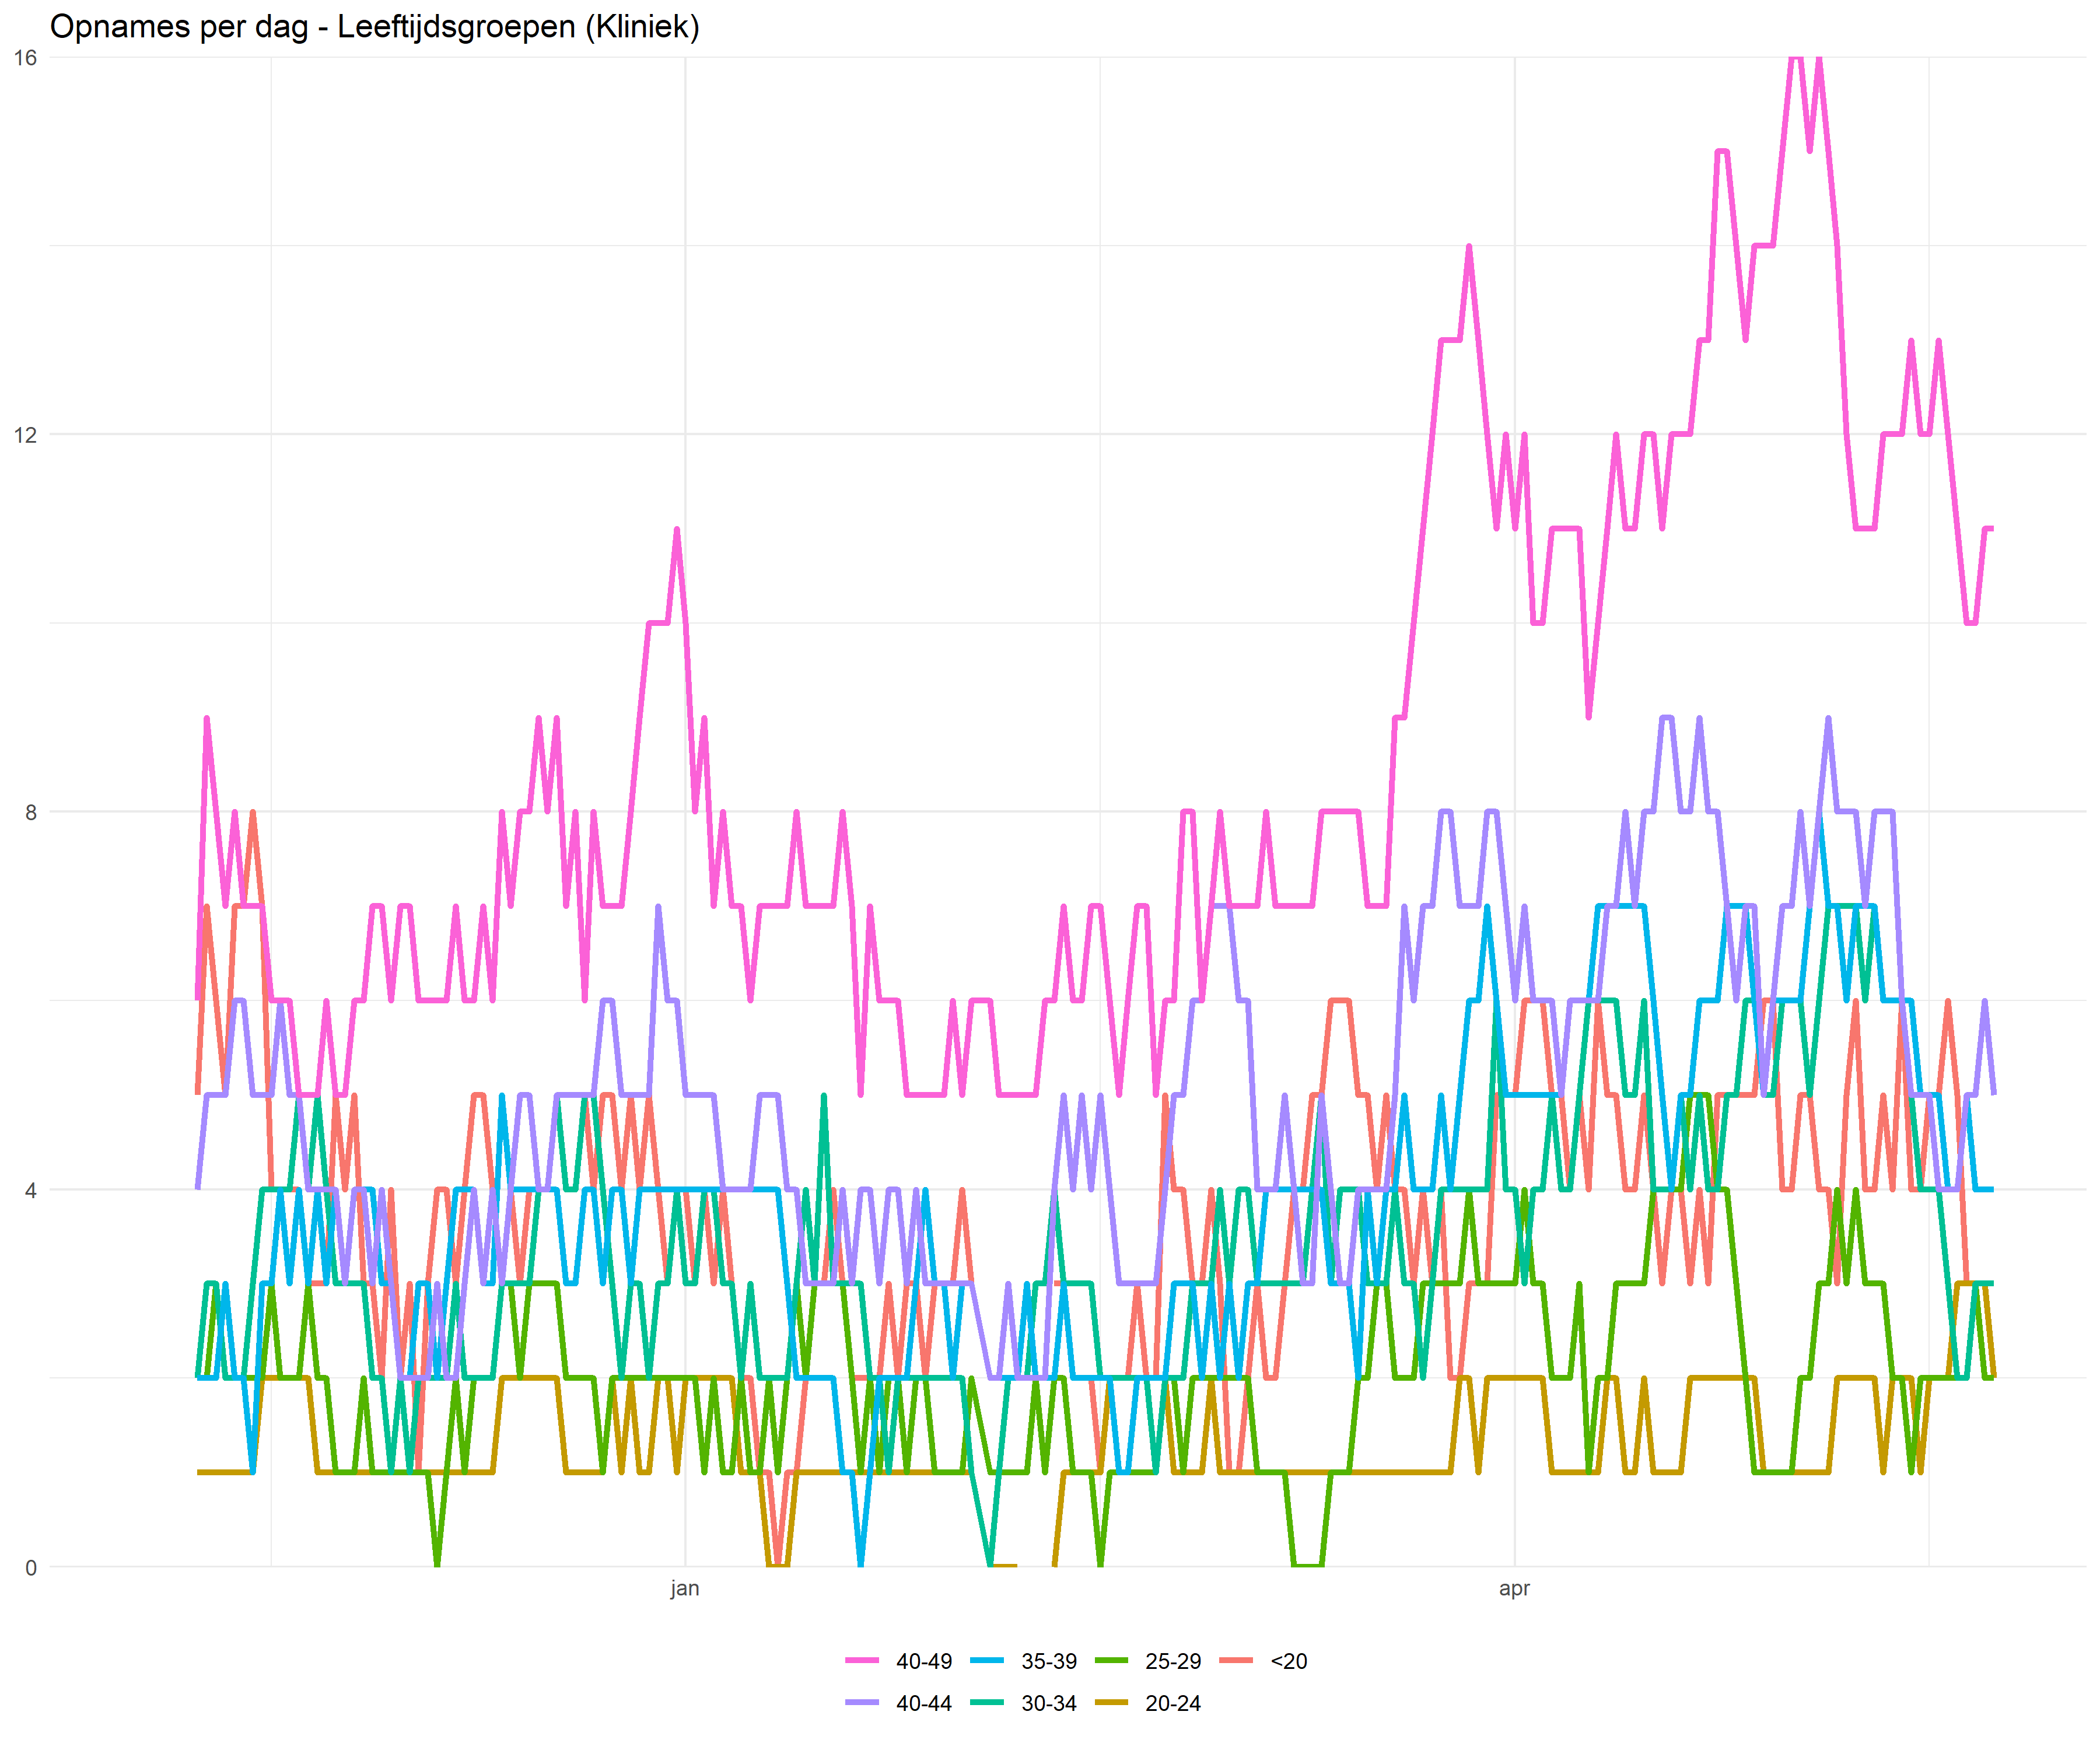 Opnames per dag - Leeftijdsgroepen (Kliniek)
16
12
8
4
0
jan apr
40-49 35-39 25-29 <20
40-44 30-34 20-24